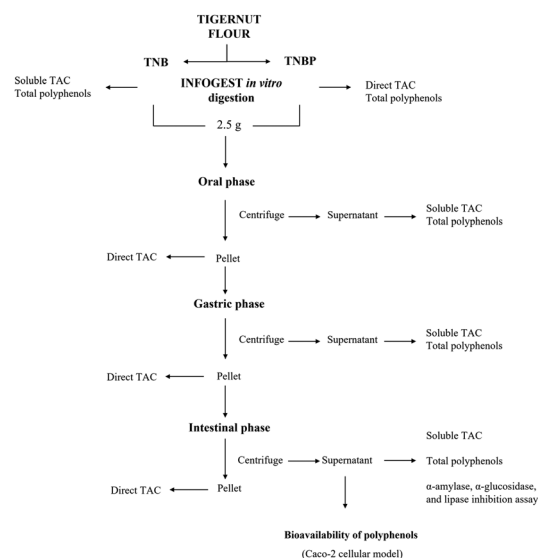 TIGERNUT
FLOUR
TNB
TNBP
Soluble TAC
Total polyphenols
INFOGEST in vitro
digestion
Direct TAC
Total polyphenols
2.5 g
Oral phase
Centrifuge
Supernatant
Soluble TAC
Total polyphenols
Direct TAC
Pellet
Gastric phase
Centrifuge
Supernatant
Soluble TAC
Total polyphenols
Direct TAC
Pellet
Intestinal phase
Soluble TAC
Centrifuge
Supernatant
Total polyphenols
Direct TAC
Pellet
α-amylase, α-glucosidase,
and lipase inhibition assay
Bioavailability of polyphenols
(Caco-2 cellular model)